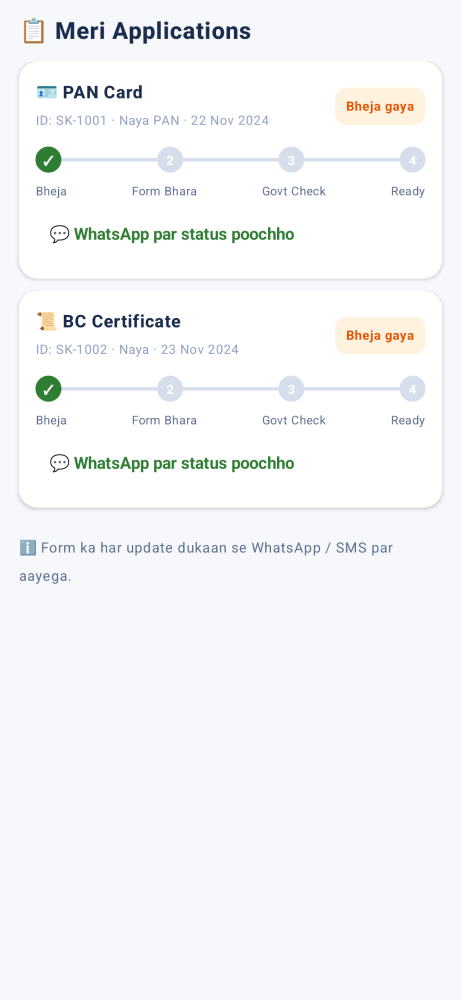 📋 Meri Applications
🪪 PAN Card
Bheja gaya
ID: SK-1001 · Naya PAN · 22 Nov 2024
✓ 2 3 4
Bheja Form Bhara Govt Check Ready
💬 WhatsApp par status poochho
📜 BC Certificate
Bheja gaya
ID: SK-1002 · Naya · 23 Nov 2024
✓ 2 3 4
Bheja Form Bhara Govt Check Ready
💬 WhatsApp par status poochho
ℹ️ Form ka har update dukaan se WhatsApp / SMS par
aayega.